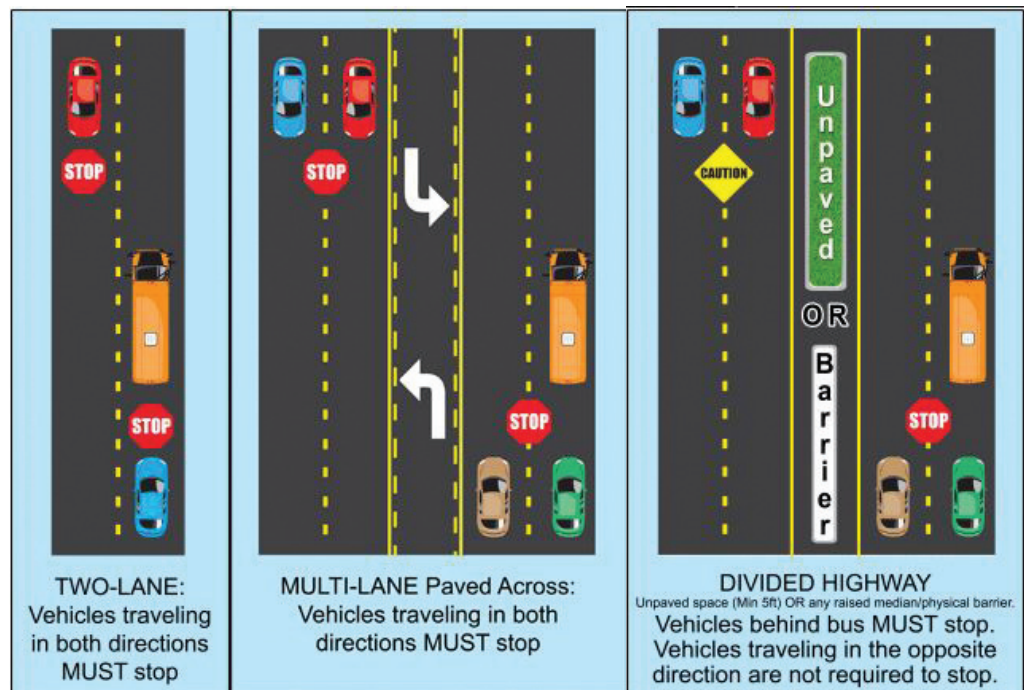 STOP
STOP
TWO-LANE:
Vehicles traveling
in both directions
MUST stop
STOP
STOP
MULTI-LANE Paved Across:
Vehicles traveling in both
directions MUST stop
CAUTION
Unpaved
OR
Barrier
STOP
DIVIDED HIGHWAY
Unpaved space (Min 5ft) OR any raised median/physical barrier.
Vehicles behind bus MUST stop.
Vehicles traveling in the opposite
direction are not required to stop.